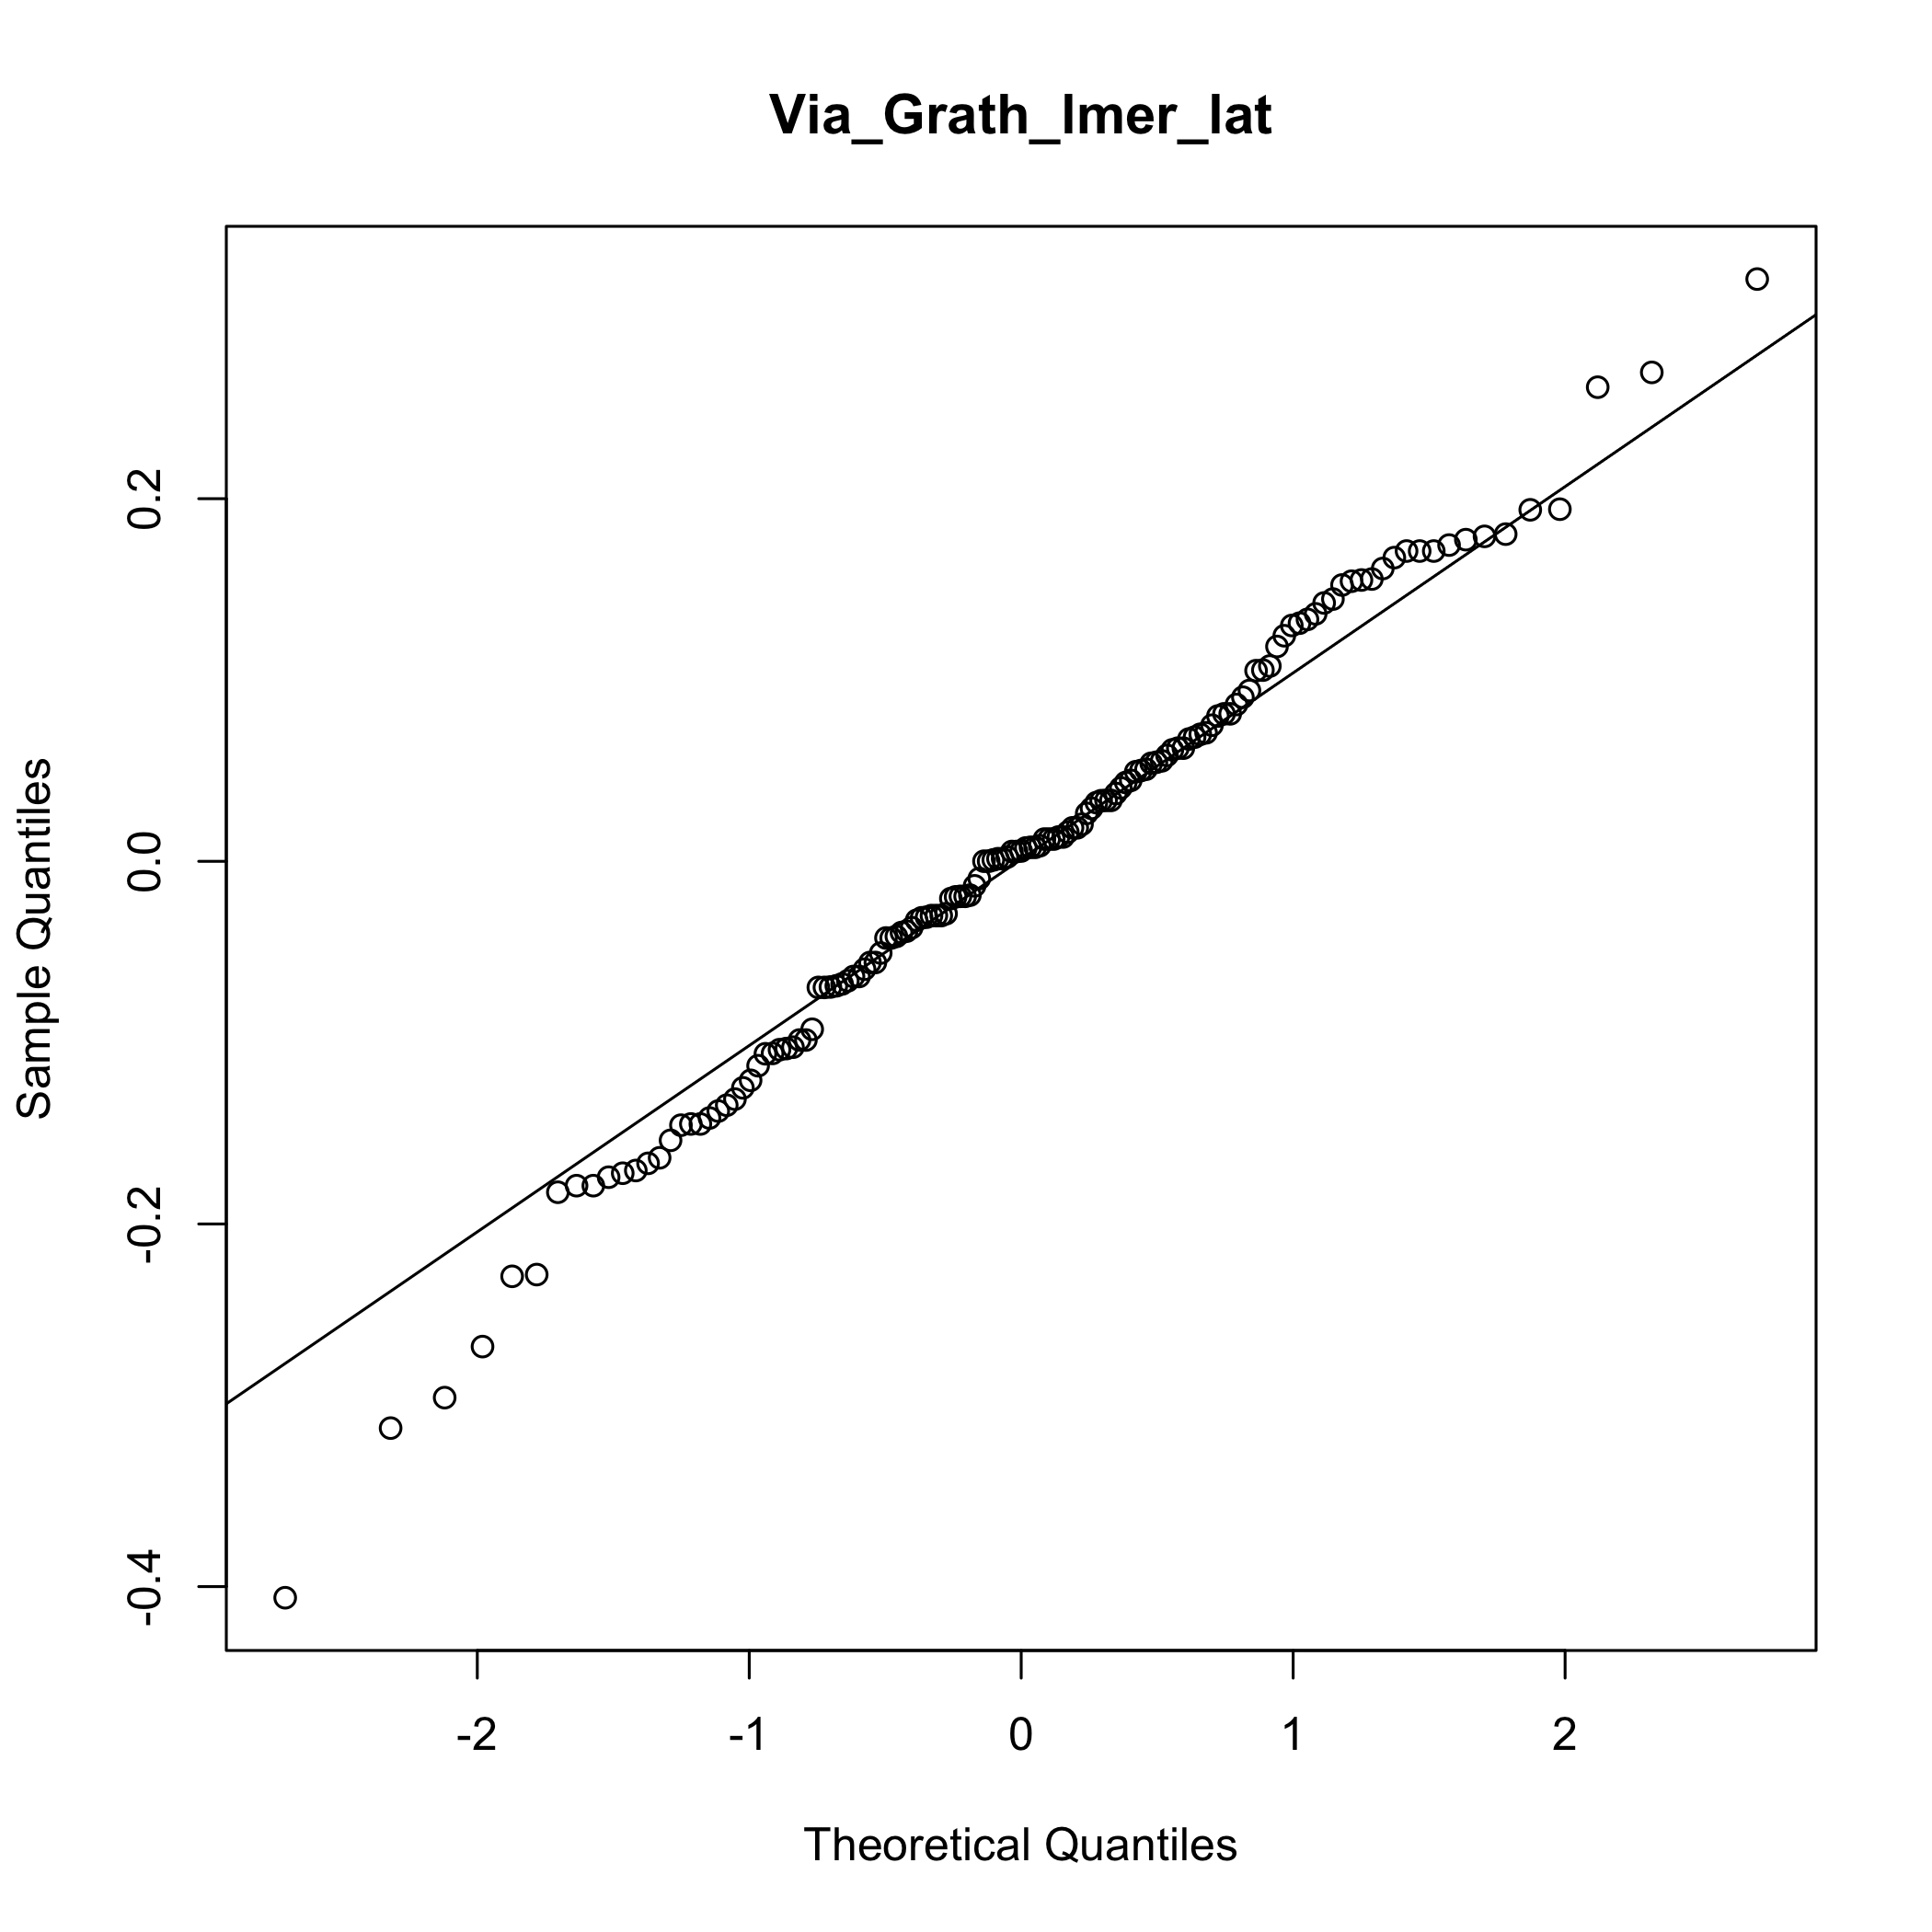 Via_Grath_lmer_lat
Sample Quantiles
0.2
0.0
-0.2
-0.4
-2 -1 0 1 2
Theoretical Quantiles